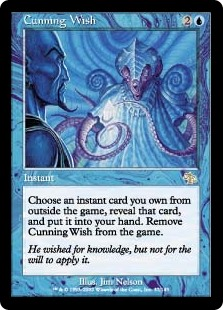 Cunning Wish 2
Instant
Choose an instant card you own from
outside the game, reveal that card,
and put it into your hand. Remove
Cunning Wish from the game.
He wished for knowledge, but not for the
will to apply it.
Illus. Jim Nelson